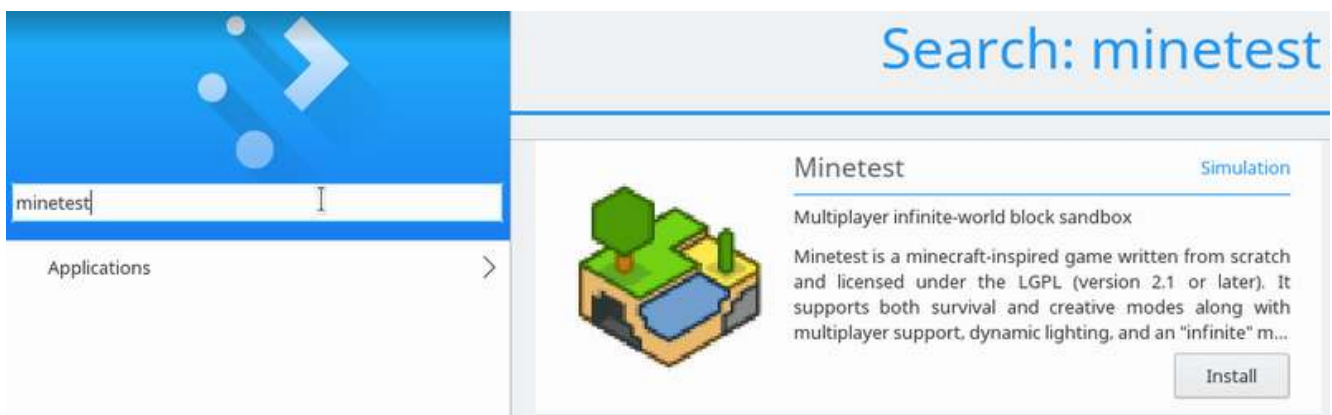 Search: minetest
minetest
Applications
Minetest
Simulation
Multiplayer infinite-world block sandbox
Minetest is a minecraft-inspired game written from scratch
and licensed under the LGPL (version 2.1 or later). It
supports both survival and creative modes along with
multiplayer support, dynamic lighting, and an "infinite" m...
Install